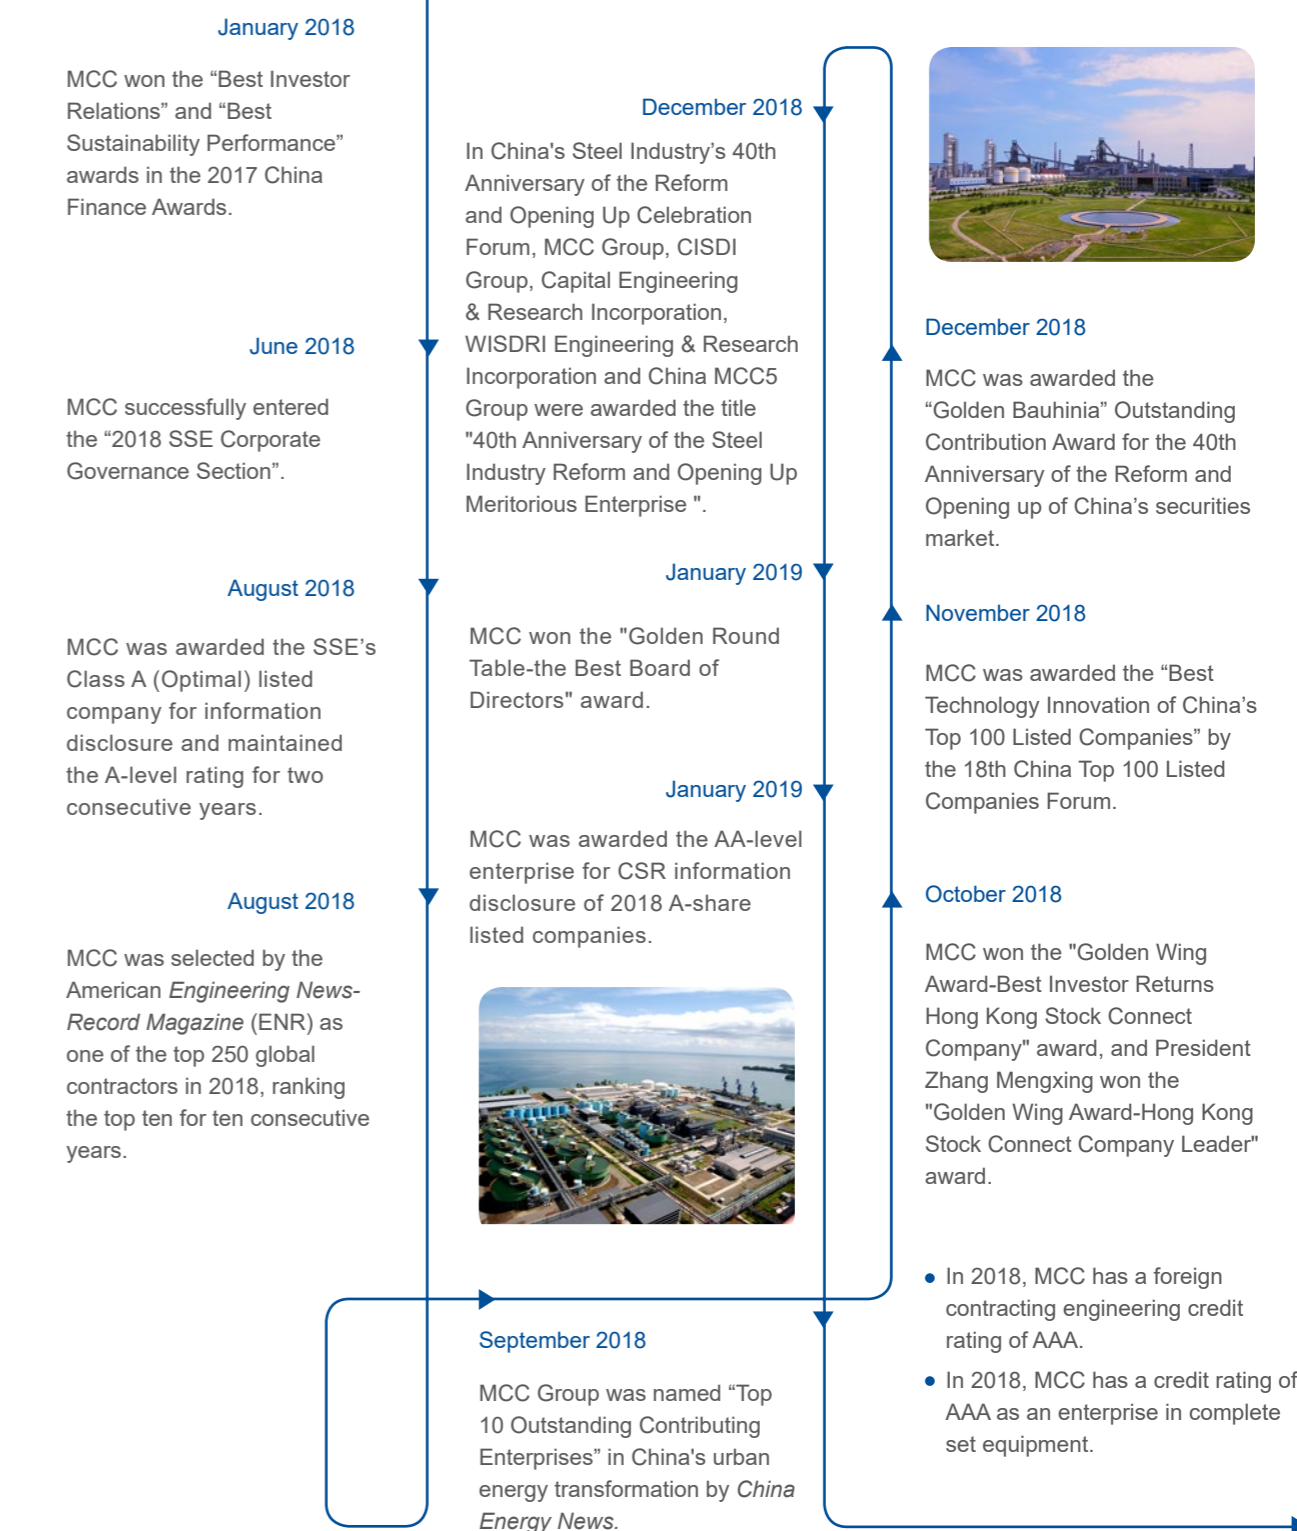 January 2018
MCC won the “Best Investor
Relations” and “Best
Sustainability Performance”
awards in the 2017 China
Finance Awards.
June 2018
MCC successfully entered
the “2018 SSE Corporate
Governance Section”.
August 2018
MCC was awarded the SSE’s
Class A (Optimal) listed
company for information
disclosure and maintained
the A-level rating for two
consecutive years.
August 2018
MCC was selected by the
American Engineering News-
Record Magazine (ENR) as
one of the top 250 global
contractors in 2018, ranking
the top ten for ten consecutive
years.
September 2018
MCC Group was named “Top
10 Outstanding Contributing
Enterprises” in China's urban
energy transformation by China
Energy News.
October 2018
MCC won the "Golden Wing
Award-Best Investor Returns
Hong Kong Stock Connect
Company" award, and President
Zhang Mengxing won the
"Golden Wing Award-Hong Kong
Stock Connect Company Leader"
award.
November 2018
MCC was awarded the “Best
Technology Innovation of China’s
Top 100 Listed Companies” by
the 18th China Top 100 Listed
Companies Forum.
December 2018
MCC was awarded the
“Golden Bauhinia” Outstanding
Contribution Award for the 40th
Anniversary of the Reform and
Opening up of China’s securities
market.
December 2018
In China's Steel Industry’s 40th
Anniversary of the Reform
and Opening Up Celebration
Forum, MCC Group, CISDI
Group, Capital Engineering
& Research Incorporation,
WISDRI Engineering & Research
Incorporation and China MCC5
Group were awarded the title
"40th Anniversary of the Steel
Industry Reform and Opening Up
Meritorious Enterprise ".
January 2019
MCC won the "Golden Round
Table-the Best Board of
Directors" award.
January 2019
MCC was awarded the AA-level
enterprise for CSR information
disclosure of 2018 A-share
listed companies.
• In 2018, MCC has a foreign
contracting engineering credit
rating of AAA.
• In 2018, MCC has a credit rating of
AAA as an enterprise in complete
set equipment.